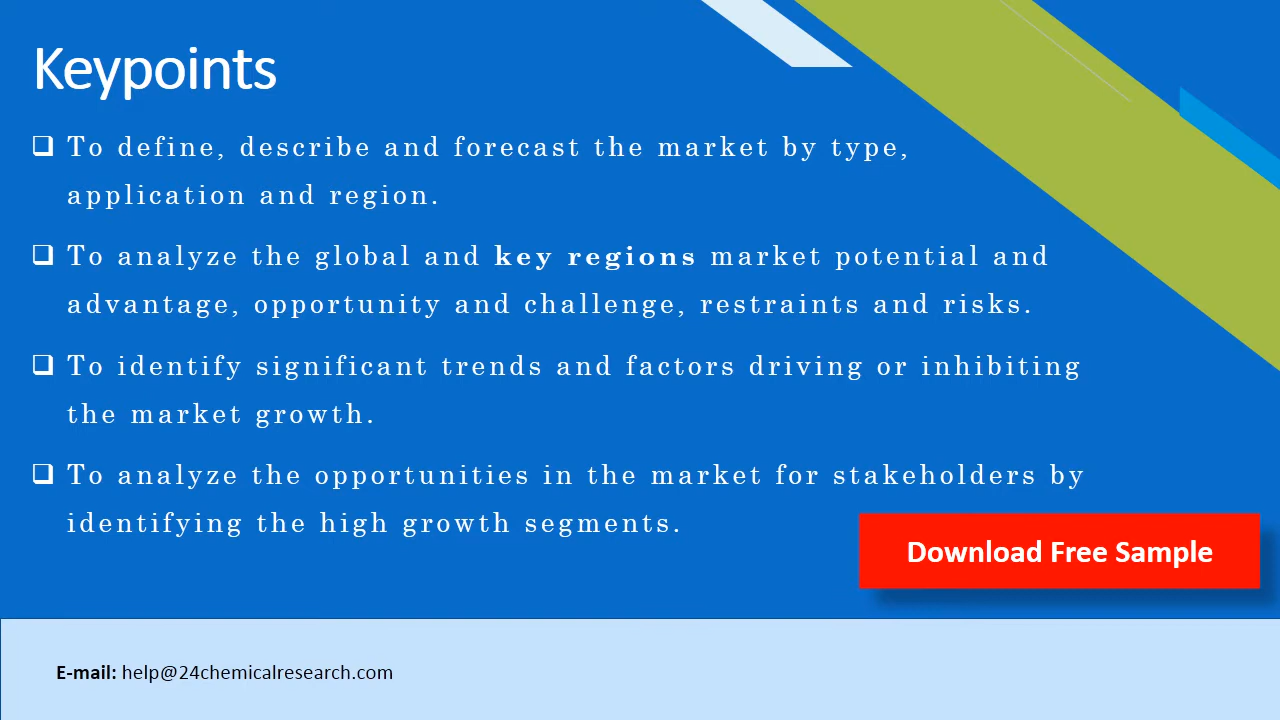 Keypoints
❑ To define, describe and forecast the market by type,
application and region.
❑ To analyze the global and key regions market potential and
advantage, opportunity and challenge, restraints and risks.
❑ To identify significant trends and factors driving or inhibiting
the market growth.
❑ To analyze the opportunities in the market for stakeholders by
identifying the high growth segments.
Download Free Sample
E-mail: help@24chemicalresearch.com